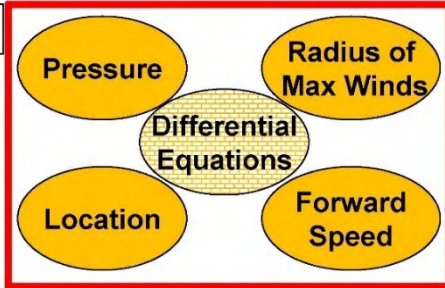 Pressure
Radius of
Max Winds
Differential
Equations
Location
Forward
Speed